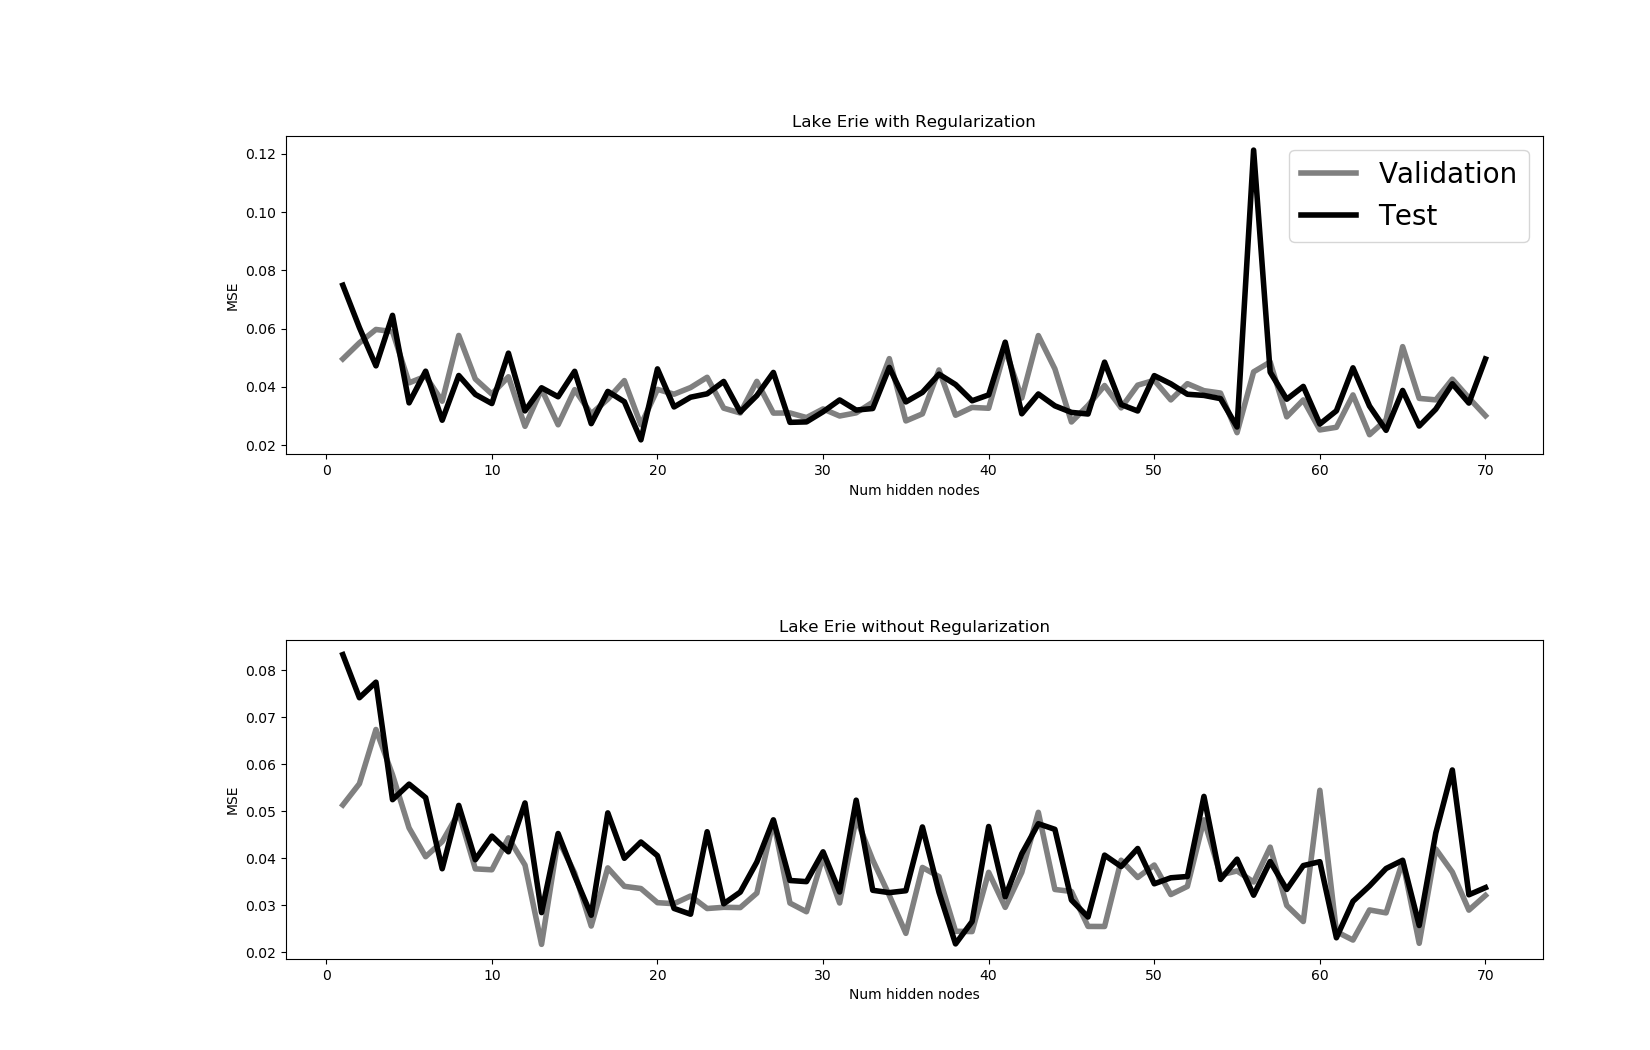 Lake Erie with Regularization
0.12
0.10
0.08
0.06
0.04
0.02
MSE
Validation
Test
0 10 20 30 40 50 60 70
Num hidden nodes
Lake Erie without Regularization
0.08
0.07
0.06
0.05
0.04
0.03
0.02
MSE
0 10 20 30 40 50 60 70
Num hidden nodes